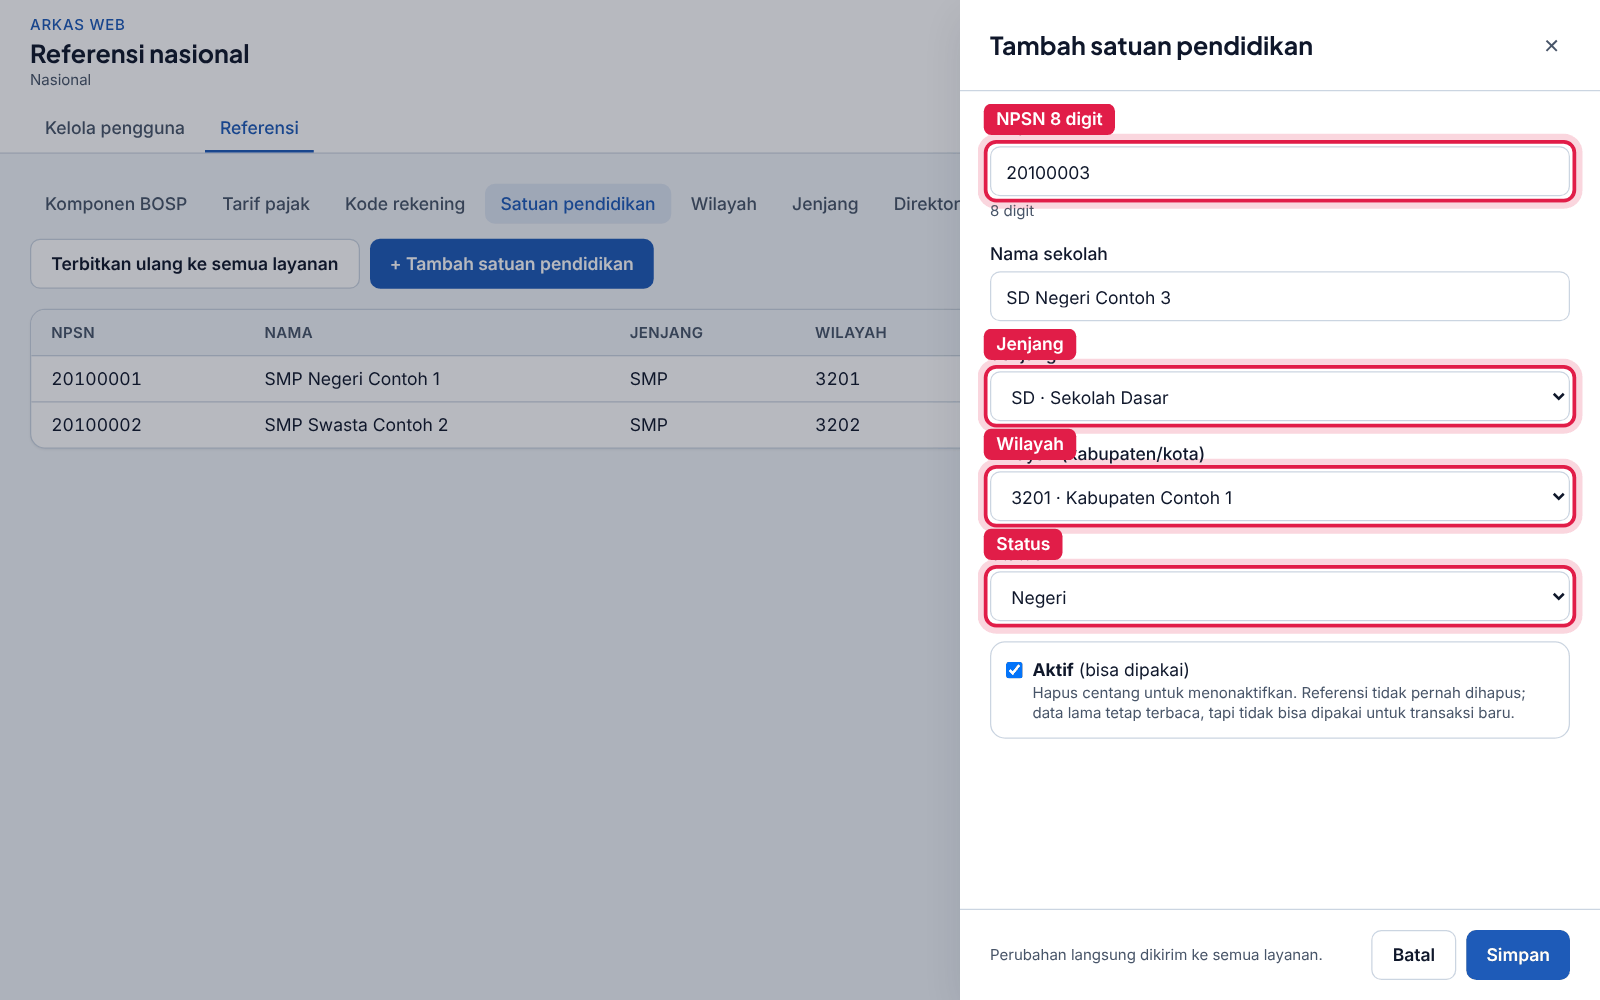 ARKAS WEB
Referensi nasional
Nasional
Kelola pengguna
Referensi
Komponen BOSP
Tarif pajak
Kode rekening
Satuan pendidikan
Wilayah
Jenjang
Direktor
Terbitkan ulang ke semua layanan
+ Tambah satuan pendidikan
NPSN NAMA JENJANG WILAYAH
20100001 SMP Negeri Contoh 1 SMP 3201
20100002 SMP Swasta Contoh 2 SMP 3202
Tambah satuan pendidikan
×
NPSN 8 digit
20100003
8 digit
Nama sekolah
SD Negeri Contoh 3
Jenjang
SD · Sekolah Dasar
Wilayah
kabupaten/kota)
3201 · Kabupaten Contoh 1
Status
Negeri
Aktif (bisa dipakai)
Hapus centang untuk menonaktifkan. Referensi tidak pernah dihapus;
data lama tetap terbaca, tapi tidak bisa dipakai untuk transaksi baru.
Perubahan langsung dikirim ke semua layanan.
Batal
Simpan